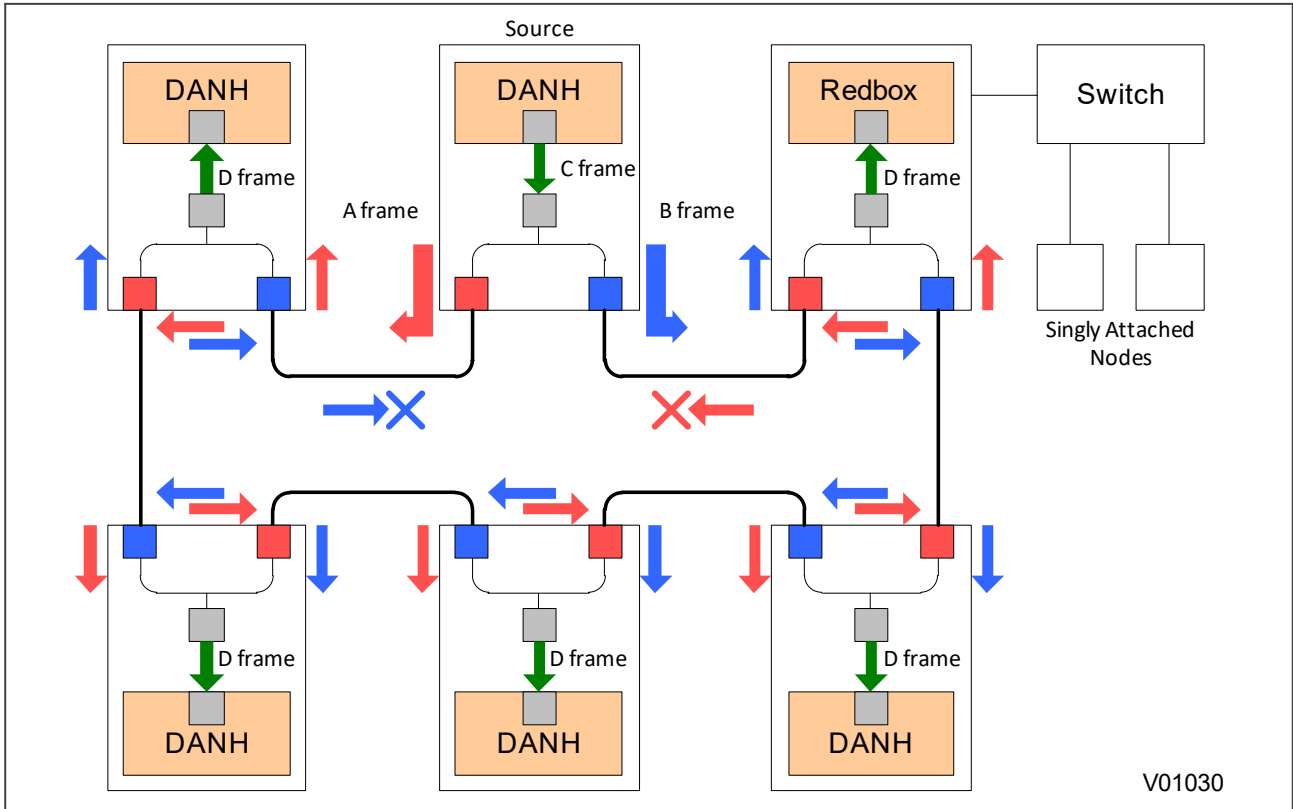 Source
DANH
DANH
Redbox
Switch
D frame
C frame
D frame
A frame
B frame
Singly Attached
Nodes
D frame
D frame
D frame
DANH
DANH
DANH
V01030